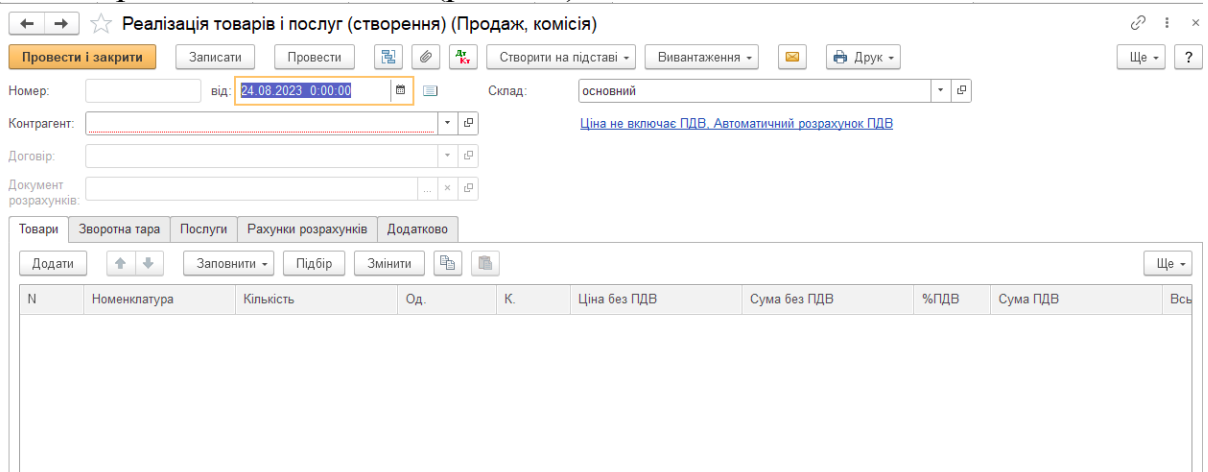 Реалізація товарів і послуг (створення) (Продаж, комісія)
Провести і закрити Записати Провести Дт Кт Створити на підставі Вивантаження Друк Ще ?
Номер: від: 24.08.2023 0:00:00 Склад: основний
Контрагент: Ціна не включає ПДВ, Автоматичний розрахунок ПДВ
Договір:
Документ
розрахунків: ...
Товари Зворотна тара Послуги Рахунки розрахунків Додатково
Додати Заповнити Підбір Змінити Ще
N Номенклатура Кількість Од. К. Ціна без ПДВ Сума без ПДВ %ПДВ Сума ПДВ Всь